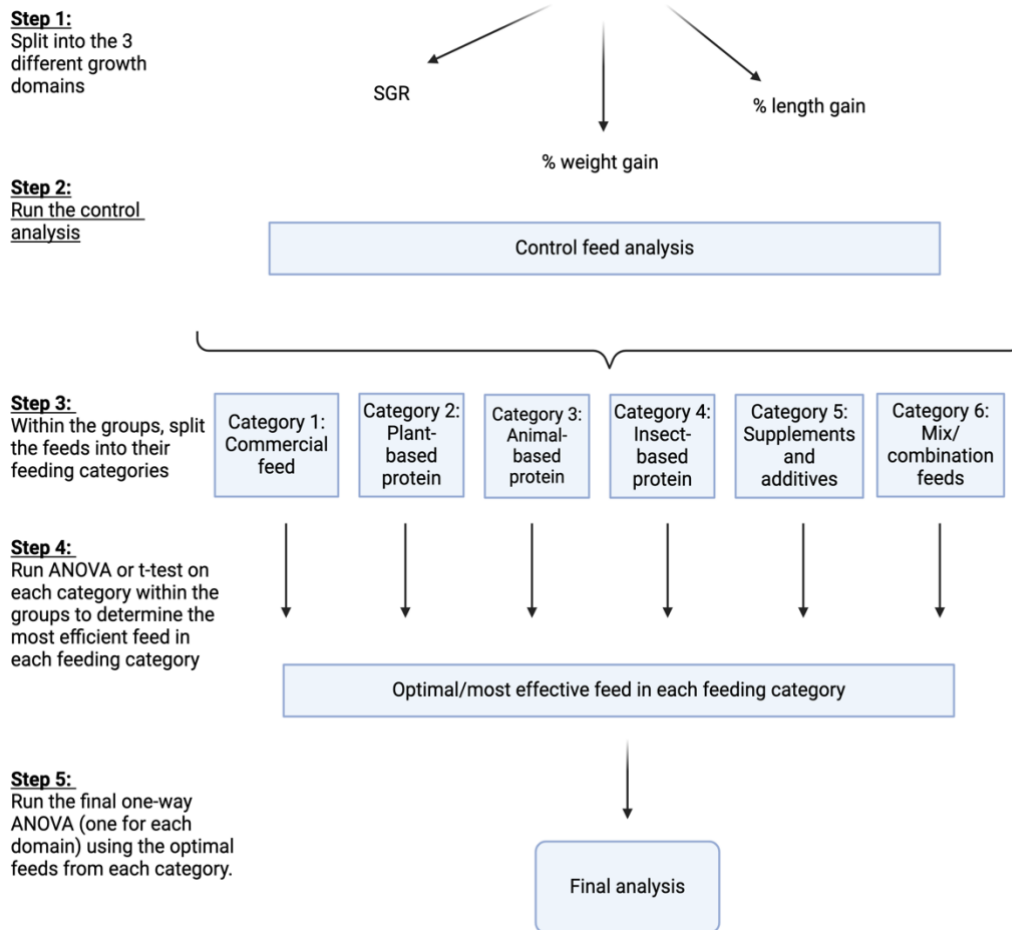 Step 1:
Split into the 3
different growth
domains
SGR
% weight gain
% length gain
Step 2:
Run the control
analysis
Control feed analysis
Step 3:
Within the groups, split
the feeds into their
feeding categories
Category 1:
Commercial
feed
Category 2:
Plant-
based
protein
Category 3:
Animal-
based
protein
Category 4:
Insect-
based
protein
Category 5:
Supplements
and
additives
Category 6:
Mix/
combination
feeds
Step 4:
Run ANOVA or t-test on
each category within the
groups to determine the
most efficient feed in
each feeding category
Optimal/most effective feed in each feeding category
Step 5:
Run the final one-way
ANOVA (one for each
domain) using the optimal
feeds from each category.
Final analysis